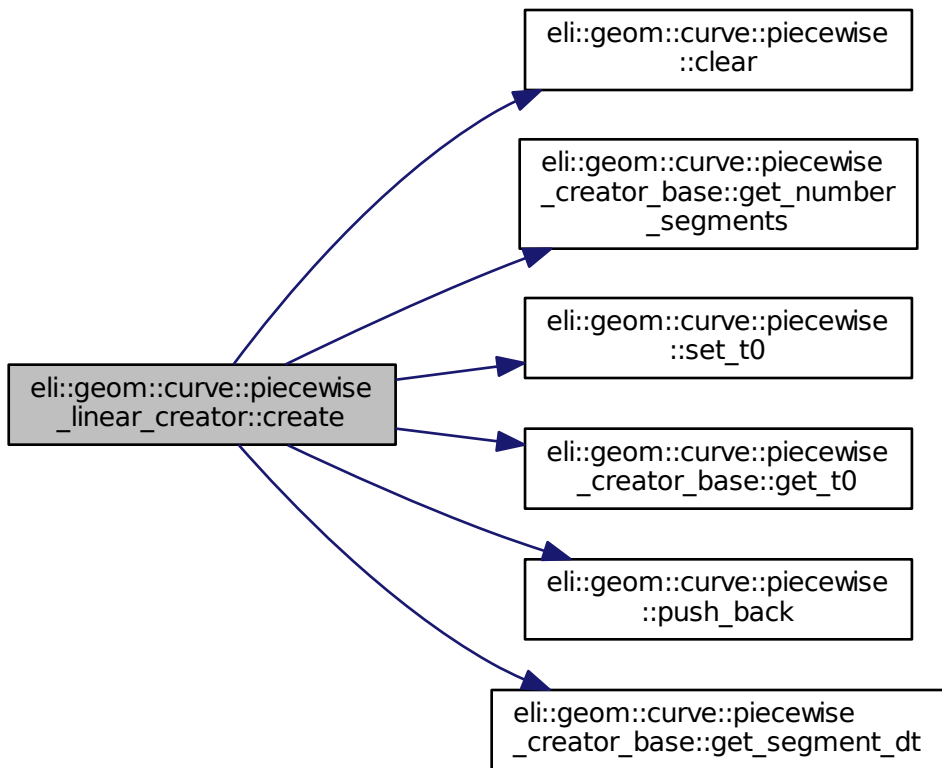 eli::geom::curve::piecewise
::clear
eli::geom::curve::piecewise
_creator_base::get_number
_segments
eli::geom::curve::piecewise
::set_t0
eli::geom::curve::piecewise
_linear_creator::create
eli::geom::curve::piecewise
_creator_base::get_t0
eli::geom::curve::piecewise
::push_back
eli::geom::curve::piecewise
_creator_base::get_segment_dt